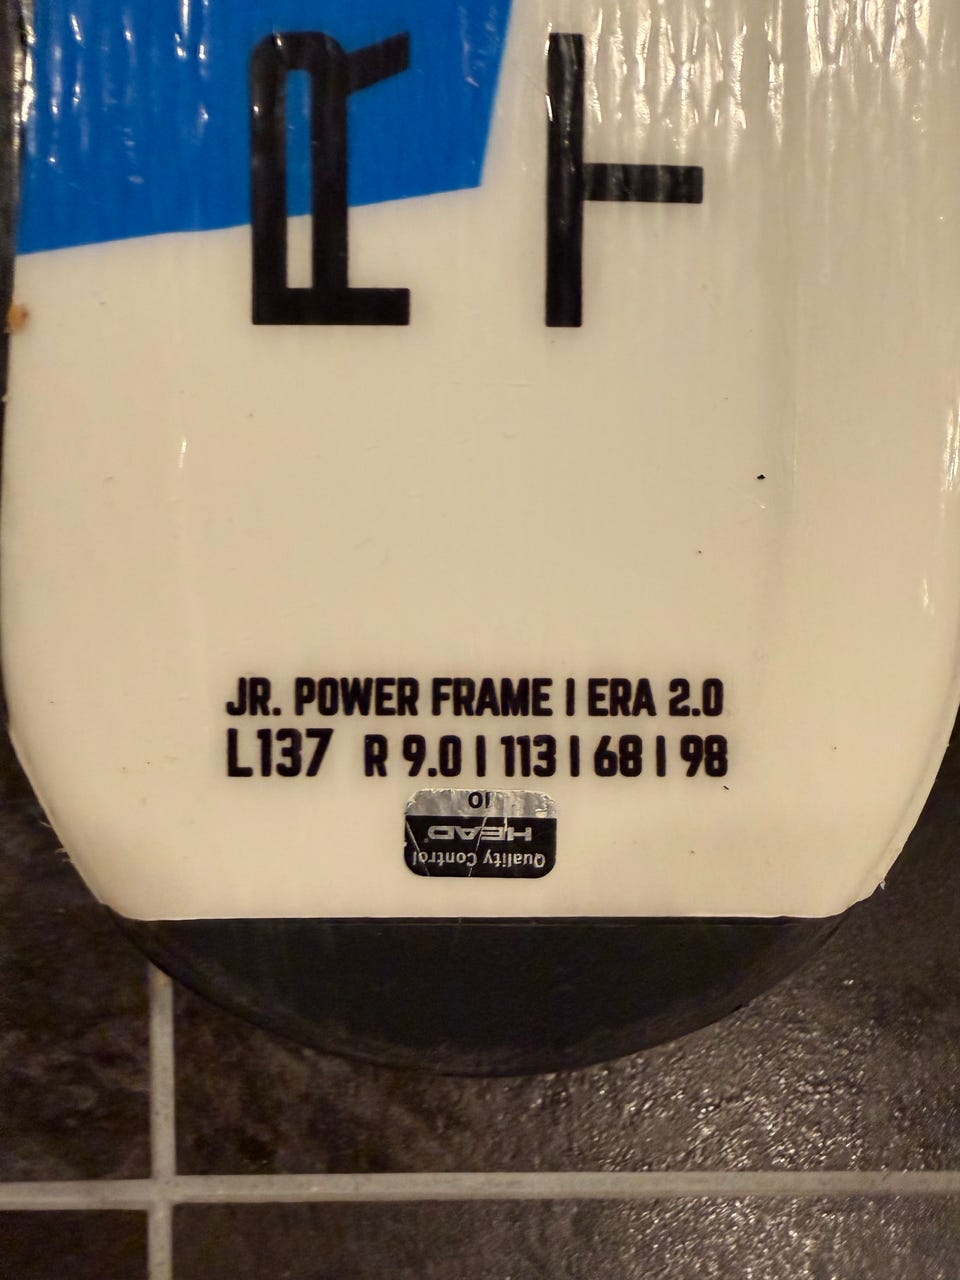 R
T
JR. POWER FRAME | ERA 2.0
L137 R 9.0 | 113 | 68 | 98
Quality Control
HEAD
10